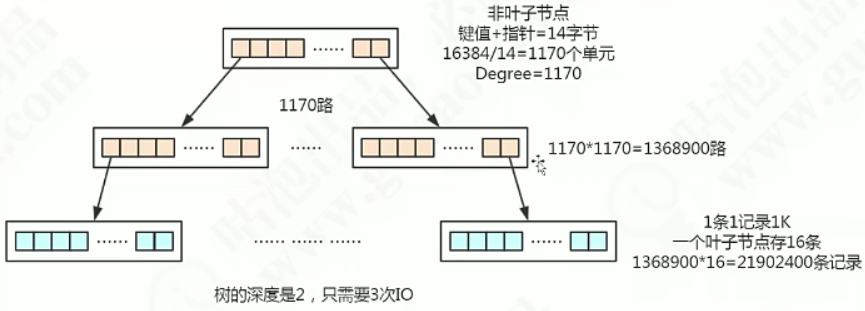 非叶子节点
键值+指针=14字节
16384/14=1170个单元
Degree=1170
......
1170路
......
......
......
1170*1170=1368900路
......
...... ......
......
1条1记录1K
一个叶子节点存16条
1368900*16=21902400条记录
树的深度是2，只需要3次IO